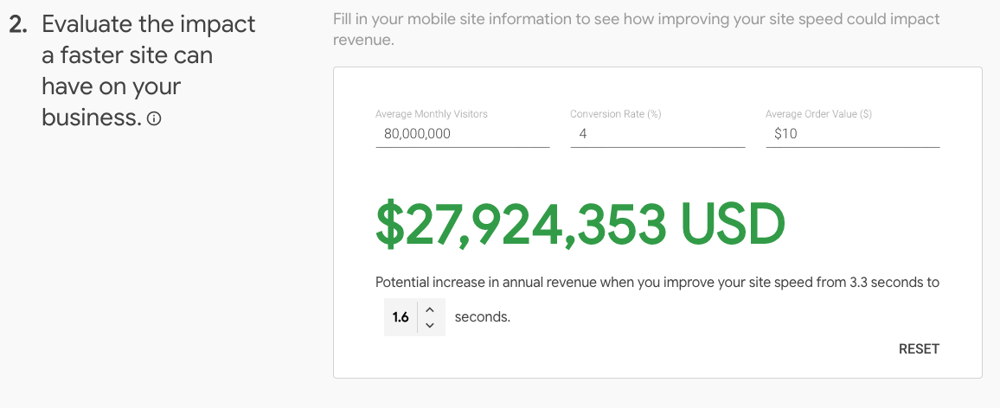 2. Evaluate the impact
a faster site can
have on your
business.
Fill in your mobile site information to see how improving your site speed could impact
revenue.
Average Monthly Visitors
80,000,000
Conversion Rate (%)
4
Average Order Value ($)
$10
$27,924,353 USD
Potential increase in annual revenue when you improve your site speed from 3.3 seconds to
1.6 seconds.
RESET